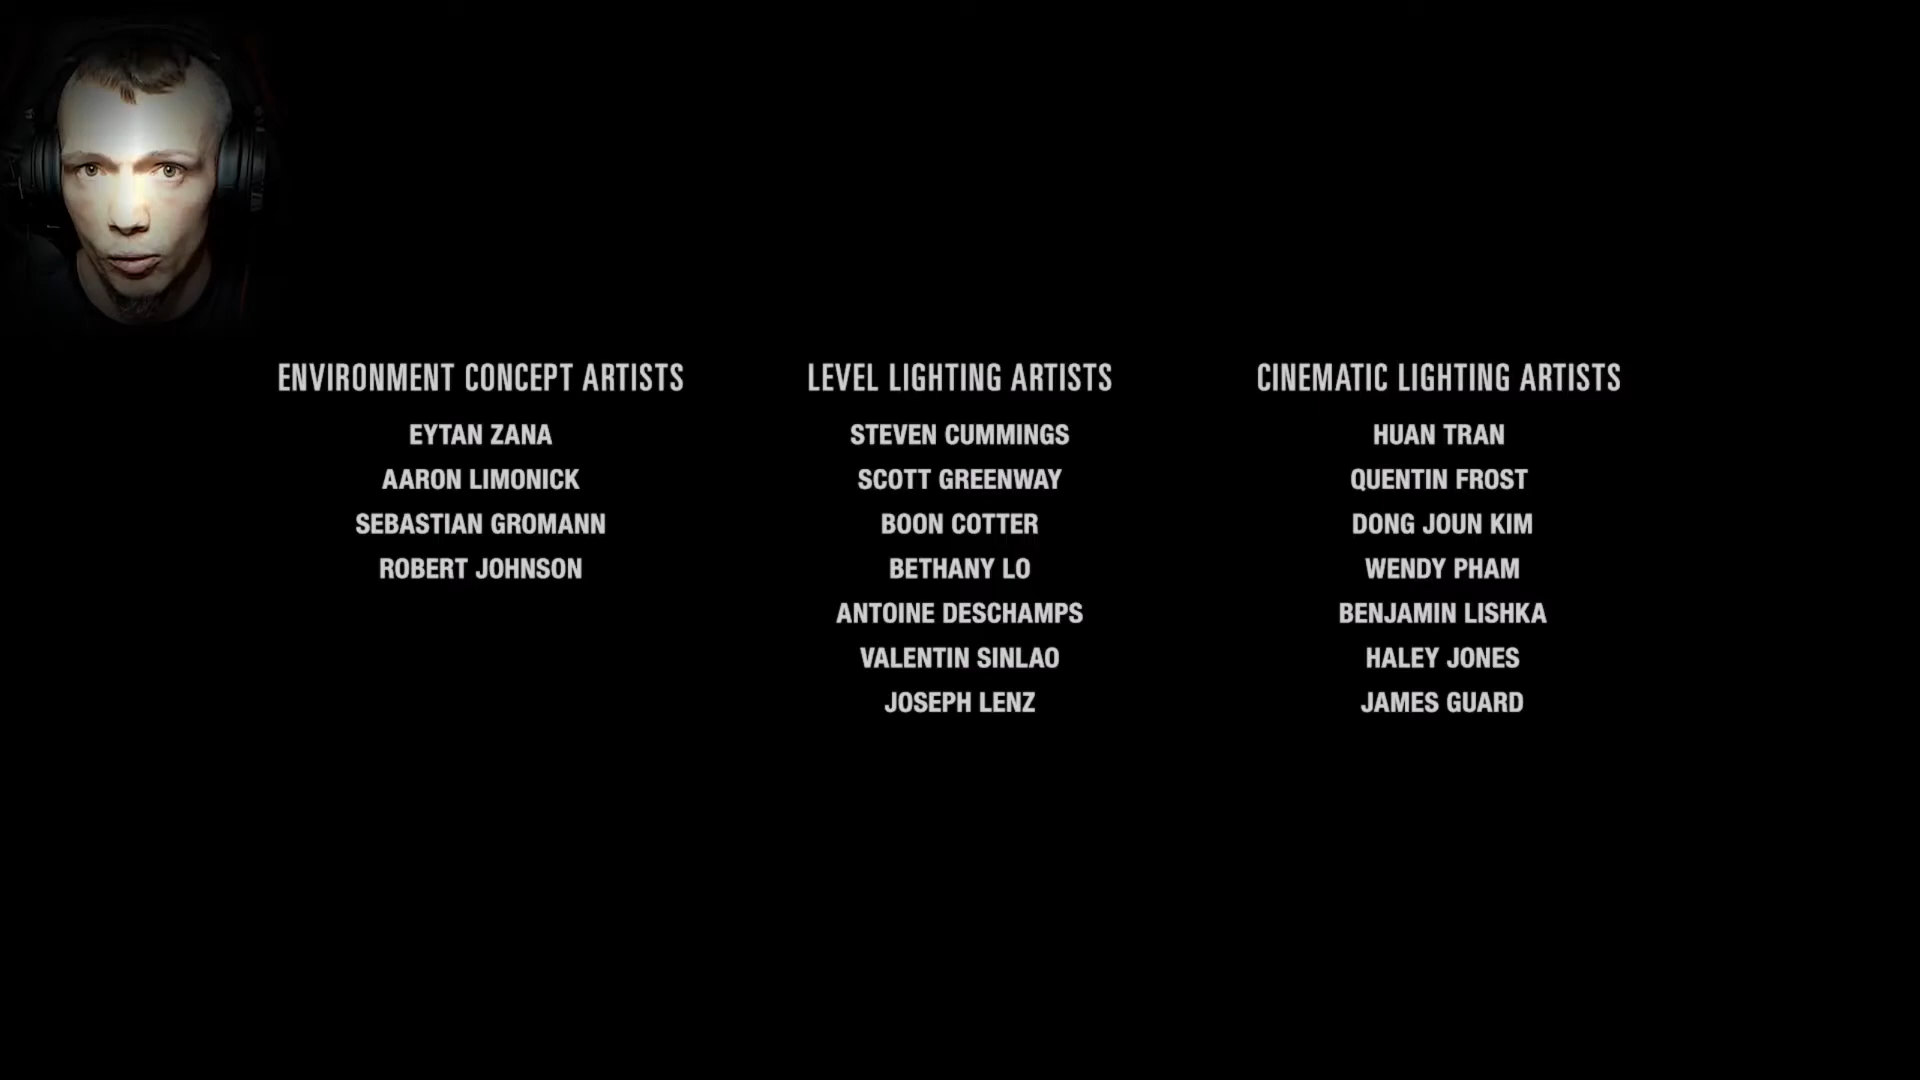 ENVIRONMENT CONCEPT ARTISTS
EYTAN ZANA
AARON LIMONICK
SEBASTIAN GROMANN
ROBERT JOHNSON
LEVEL LIGHTING ARTISTS
STEVEN CUMMINGS
SCOTT GREENWAY
BOON COTTER
BETHANY LO
ANTOINE DESCHAMPS
VALENTIN SINLAO
JOSEPH LENZ
CINEMATIC LIGHTING ARTISTS
HUAN TRAN
QUENTIN FROST
DONG JOUN KIM
WENDY PHAM
BENJAMIN LISHKA
HALEY JONES
JAMES GUARD